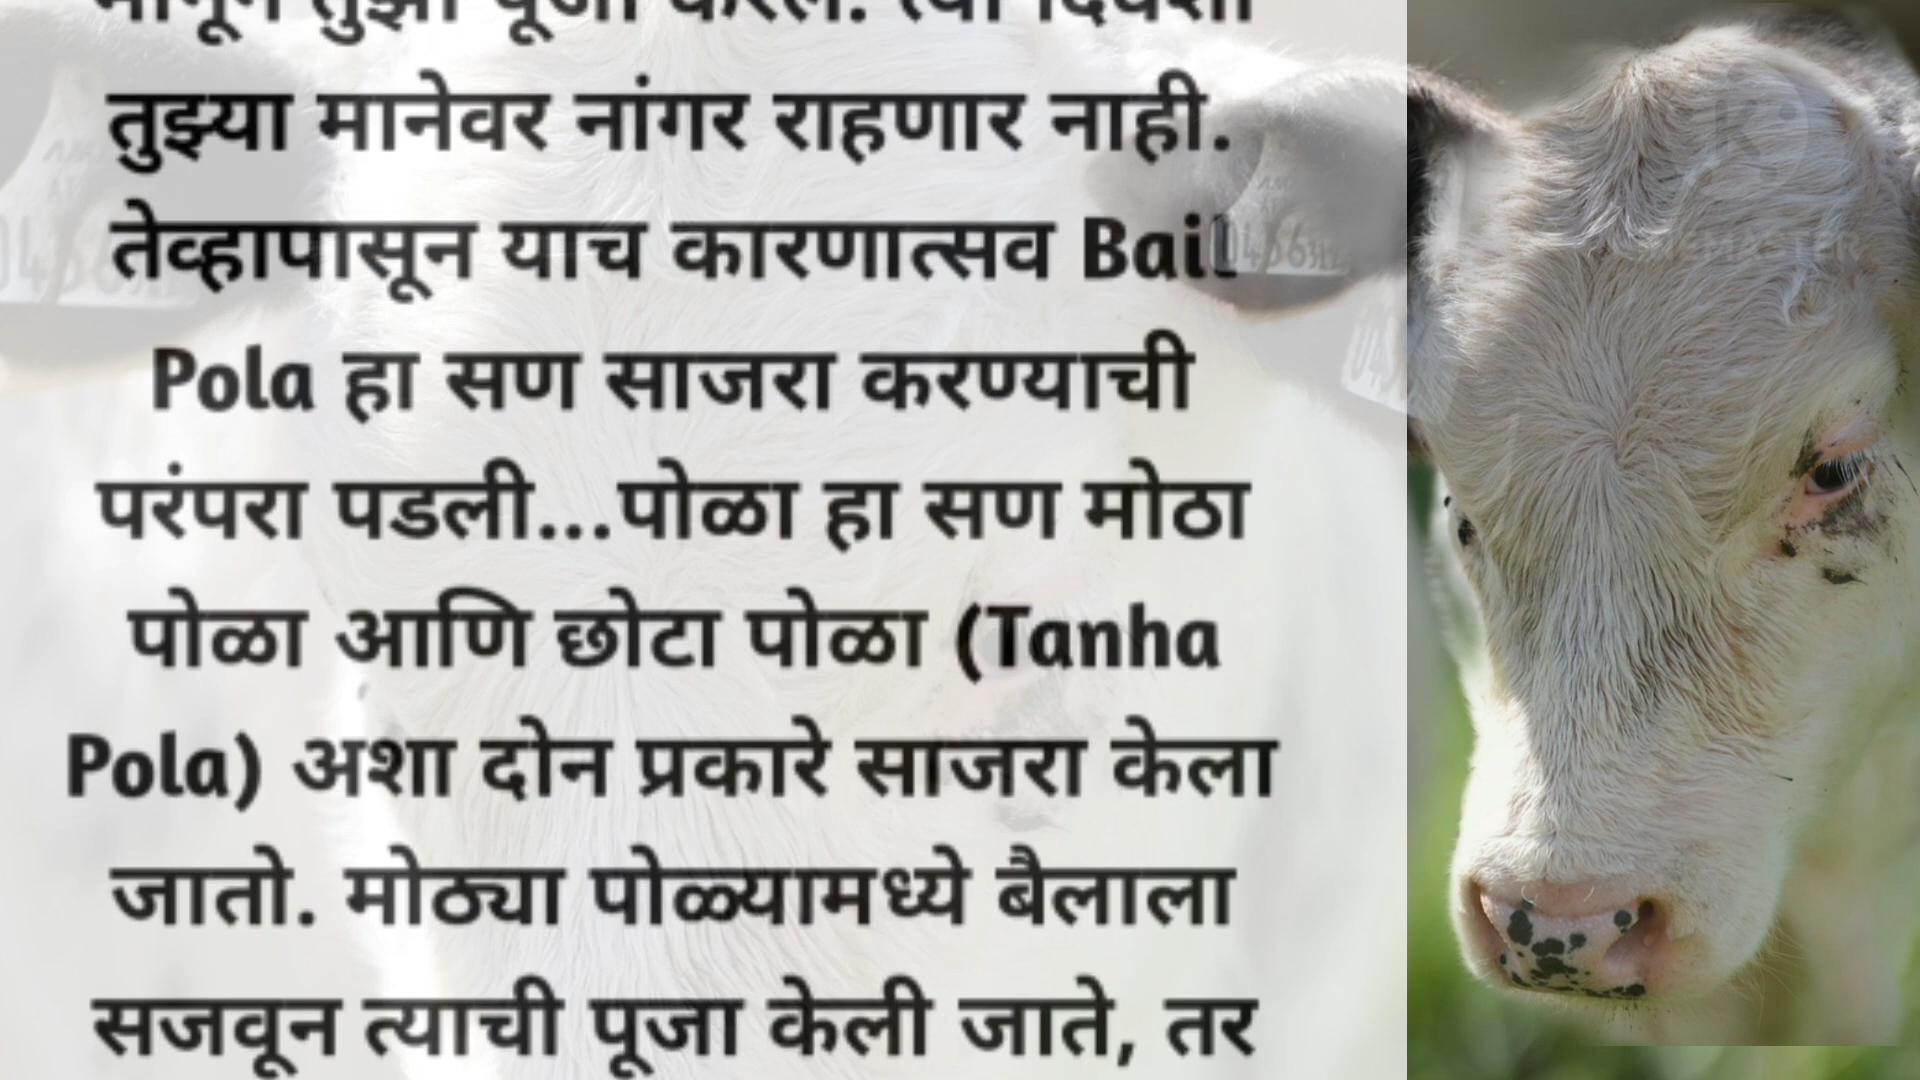 तुझ्या मानेवर नांगर राहणार नाही.
तेव्हापासून याच कारणात्सव Bail
Pola हा सण साजरा करण्याची
परंपरा पडली...पोळा हा सण मोठा
पोळा आणि छोटा पोळा (Tanha
Pola) अशा दोन प्रकारे साजरा केला
जातो. मोठ्या पोळ्यामध्ये बैलाला
सजवून त्याची पूजा केली जाते, तर